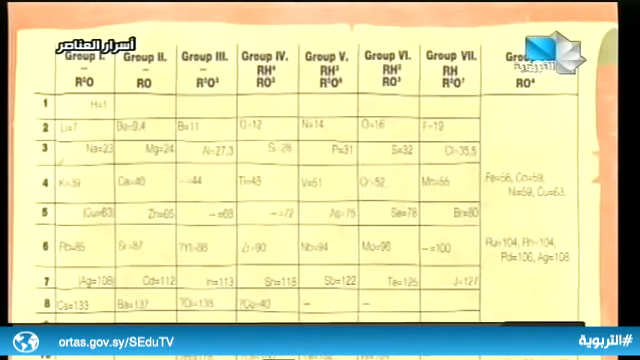 أسرار العناصر
التربوية
Group I. Group II. Group III. Group IV. Group V. Group VI. Group VII. Group
– – – RH⁴ RH³ RH² RH
R²O RO R²O³ RO² R²O⁵ RO³ R²O⁷ RO⁴
1 H=1
2 Li=7 Be=9,4 B=11 C=12 N=14 O=16 F=19
3 Na=23 Mg=24 Al=27,3 Si=28 P=31 S=32 Cl=35,5
4 K=39 Ca=40 –=44 Ti=48 V=51 Cr=52 Mn=55 Fe=56, Co=59,
Ni=59, Cu=63.
5 (Cu=63) Zn=65 –=68 –=72 As=75 Se=78 Br=80
6 Rb=85 Sr=87 ?Yt=88 Zr=90 Nb=94 Mo=96 –=100 Ru=104, Rh=104,
Pd=106, Ag=108
7 (Ag=108) Cd=112 In=113 Sn=118 Sb=122 Te=125 J=127
8 Cs=133 Ba=137 ?Di=138 ?Ce=40 – –
ortas.gov.sy/SEduTV
#التربوية